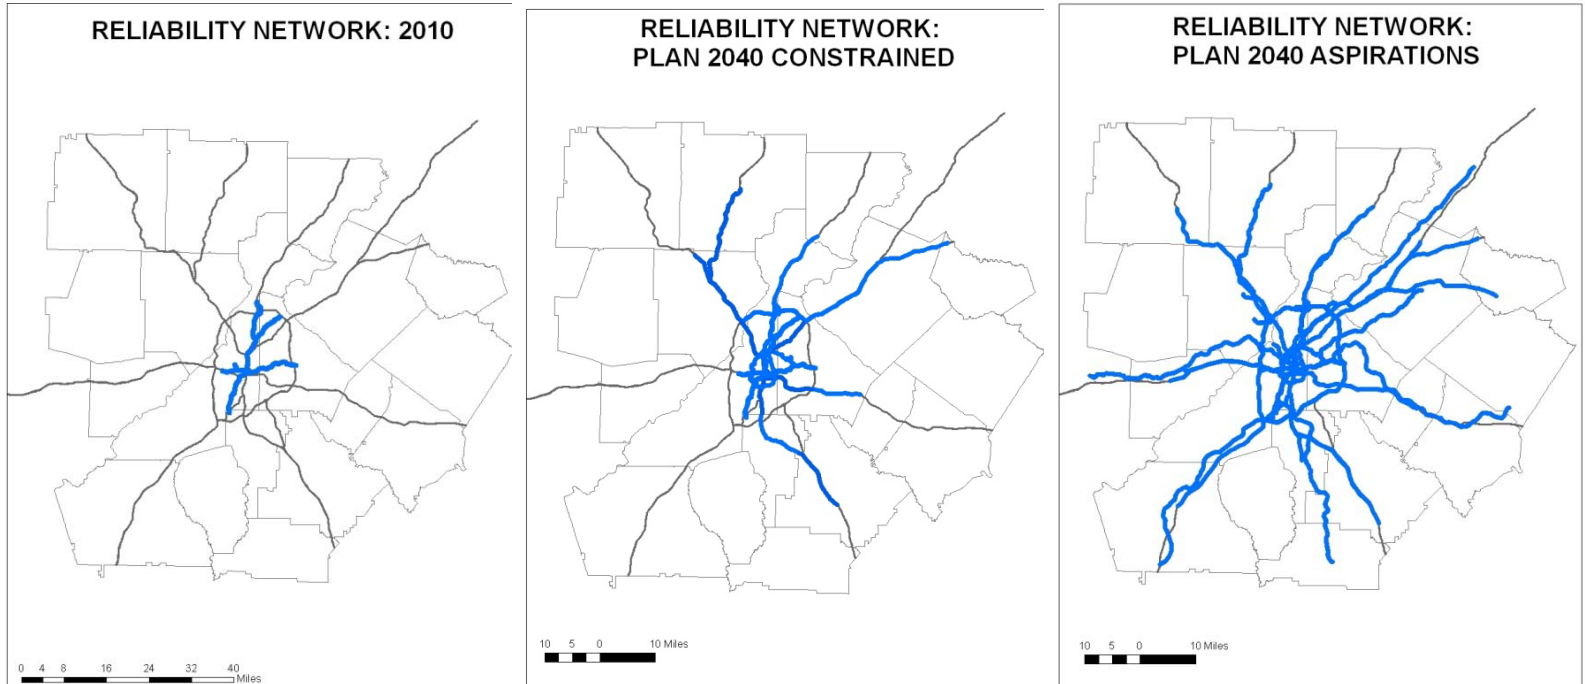 RELIABILITY NETWORK: 2010
0 4 8 16 24 32 40
Miles
RELIABILITY NETWORK:
PLAN 2040 CONSTRAINED
10 5 0 10 Miles
RELIABILITY NETWORK:
PLAN 2040 ASPIRATIONS
10 5 0 10 Miles